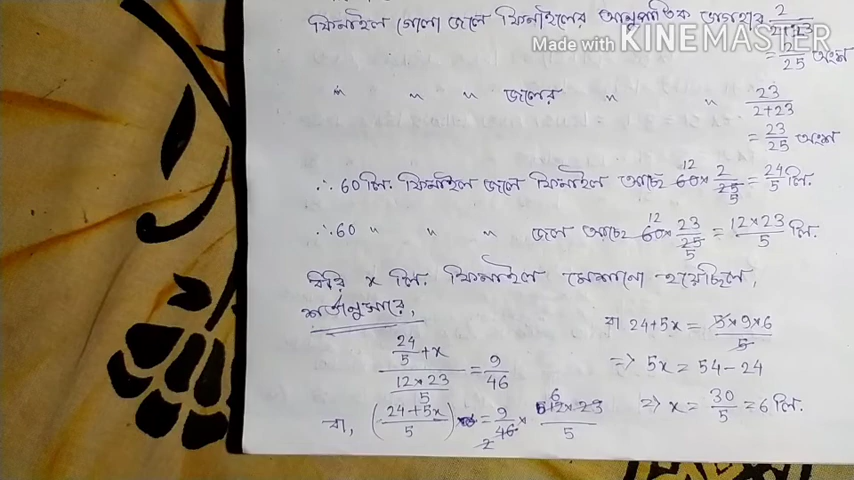 ফিনাইল গোলা জলে ফিনাইলের আনুপাতিক ভাগহার 2/(2+23)
Made with KINEMASTER
= 2/25 অংশ
" " " জলের " " 23/(2+23)
= 23/25 অংশ
∴ 60 লি. ফিনাইল জলে ফিনাইল আছে 60 × 2/25 = 24/5 লি.
∴ 60 " " " জল আছে 60 × 23/25 = 12×23/5 লি.
ধরি x লি. ফিনাইল মেশানো হয়েছিল,
শর্তানুসারে,
(24/5 + x)/(12×23/5) = 9/46
বা, (24+5x/5) = 9/46 × 12×23/5
বা 24+5x = 5×9×6/5
=> 5x = 54-24
=> x = 30/5 = 6 লি.